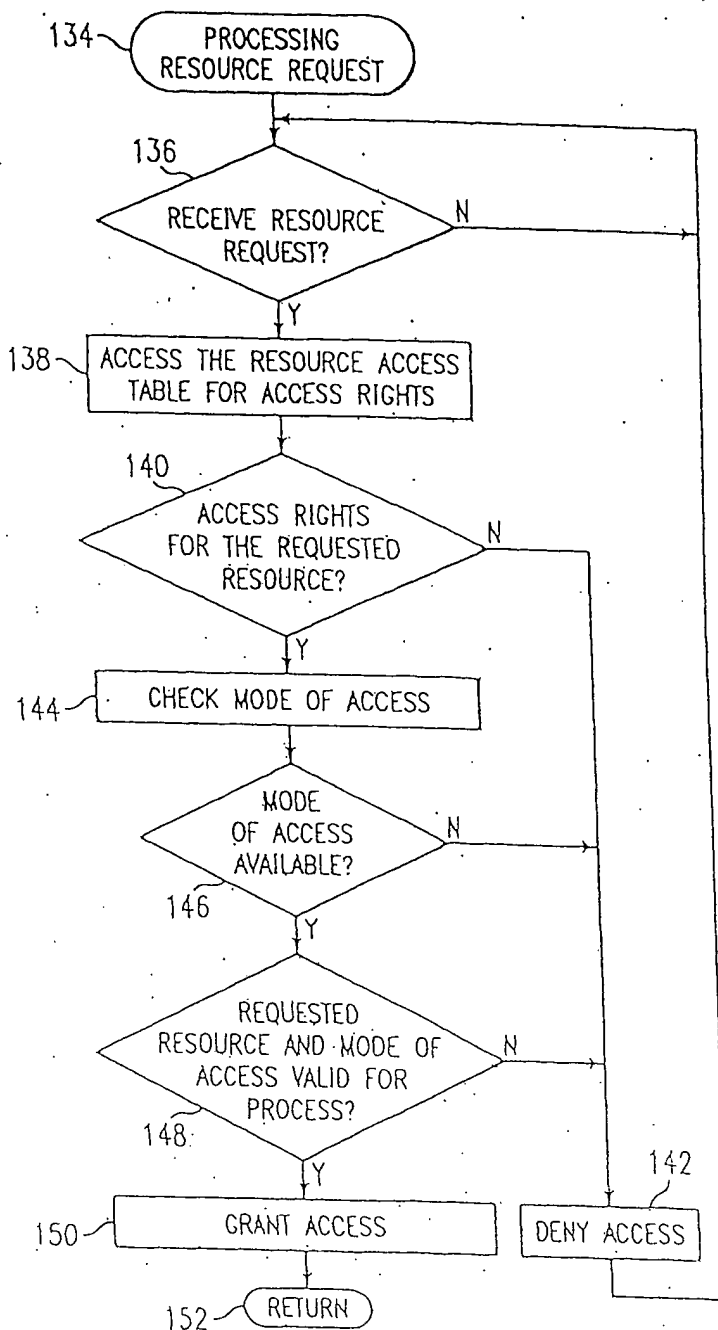 134
PROCESSING
RESOURCE REQUEST
136
RECEIVE RESOURCE
REQUEST?
N
Y
138
ACCESS THE RESOURCE ACCESS
TABLE FOR ACCESS RIGHTS
140
ACCESS RIGHTS
FOR THE REQUESTED
RESOURCE?
N
Y
144
CHECK MODE OF ACCESS
MODE
OF ACCESS
AVAILABLE?
N
146
Y
REQUESTED
RESOURCE AND MODE OF
ACCESS VALID FOR
PROCESS?
N
148
Y
142
150
GRANT ACCESS
DENY ACCESS
152
RETURN